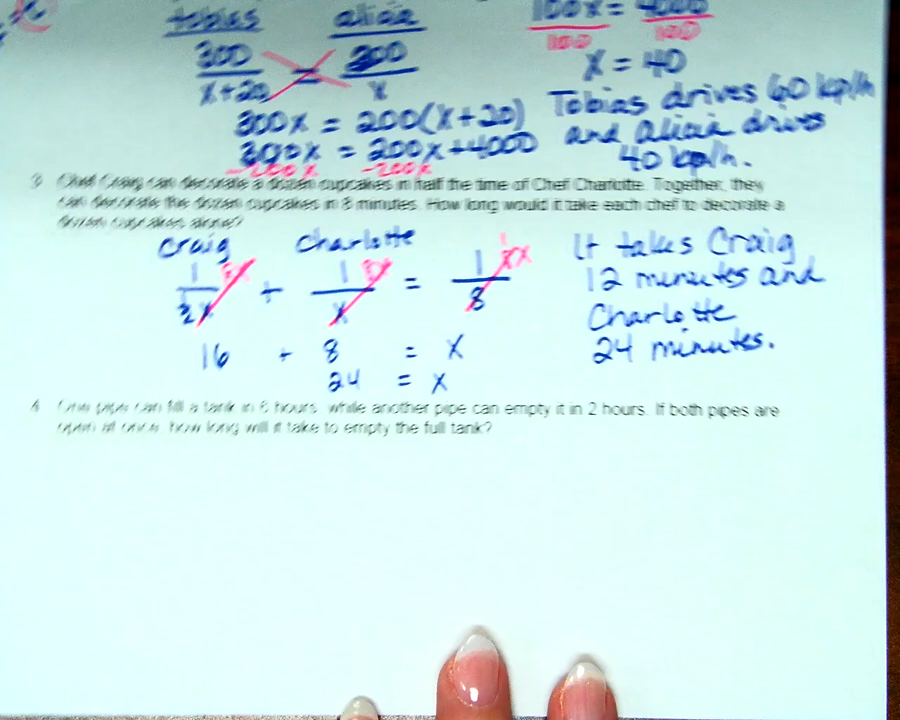 Tobias Alicia 100x = 4000
100 100
300 = 200
x+20 x
x = 40
300x = 200(x+20)
300x = 200x+4000
-200x -200x
Tobias drives 60 kph/h
and Alicia drives
40 kph/h.
3 Chef Craig can decorate a dozen cupcakes in half the time of Chef Charlotte. Together, they
can decorate the dozen cupcakes in 8 minutes. How long would it take each chef to decorate a
dozen cupcakes alone?
Craig Charlotte
1 8x + 1 8x = 1 8x
½x x 8
16 + 8 = x
24 = x
It takes Craig
12 minutes and
Charlotte
24 minutes.
4 One pipe can fill a tank in 6 hours, while another pipe can empty it in 2 hours. If both pipes are
open at once, how long will it take to empty the full tank?